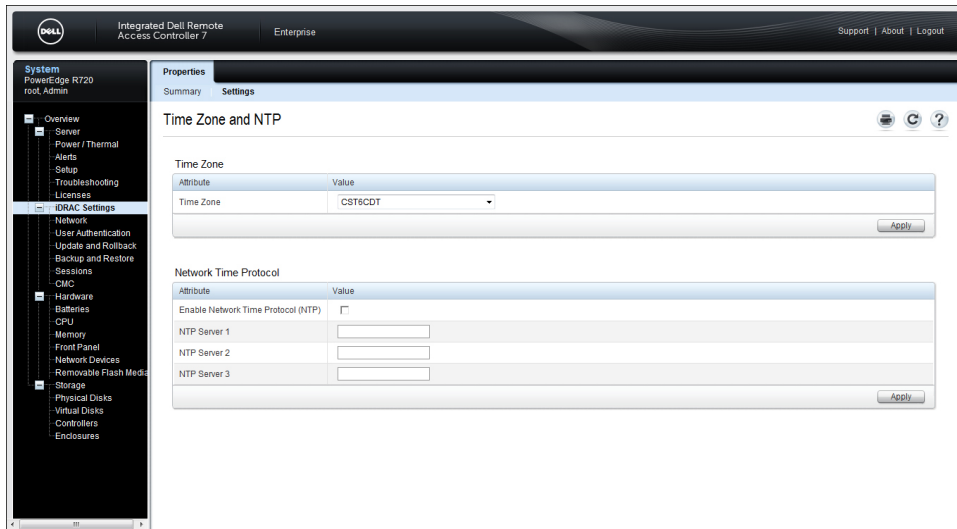 DELL
Integrated Dell Remote
Access Controller 7
Enterprise
Support | About | Logout
System
PowerEdge R720
root, Admin
Overview
Server
Power / Thermal
Alerts
Setup
Troubleshooting
Licenses
iDRAC Settings
Network
User Authentication
Update and Rollback
Backup and Restore
Sessions
CMC
Hardware
Batteries
CPU
Memory
Front Panel
Network Devices
Removable Flash Media
Storage
Physical Disks
Virtual Disks
Controllers
Enclosures
Properties
Summary Settings
Time Zone and NTP
Time Zone
Attribute Value
Time Zone CST6CDT
Apply
Network Time Protocol
Attribute Value
Enable Network Time Protocol (NTP)
NTP Server 1
NTP Server 2
NTP Server 3
Apply